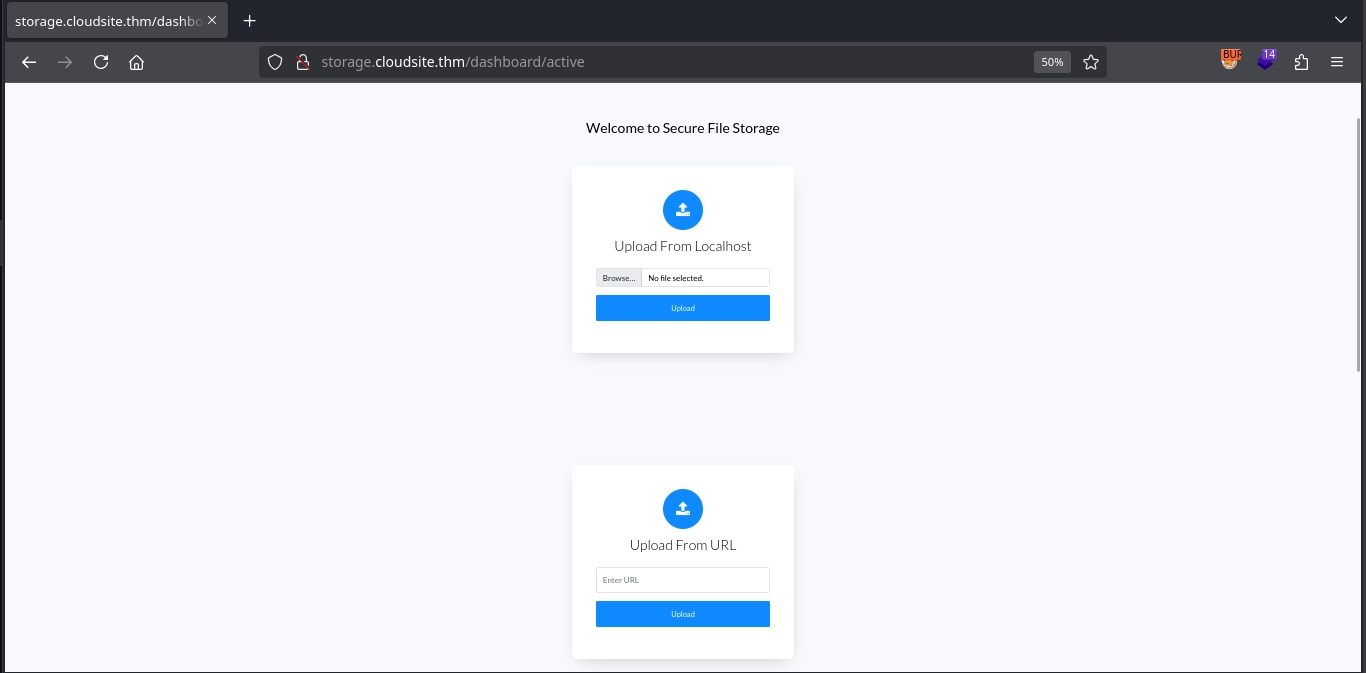 storage.cloudsite.thm/dashbo
storage.cloudsite.thm/dashboard/active
50%
BUR
14
Welcome to Secure File Storage
Upload From Localhost
Browse...
No file selected.
Upload
Upload From URL
Enter URL
Upload